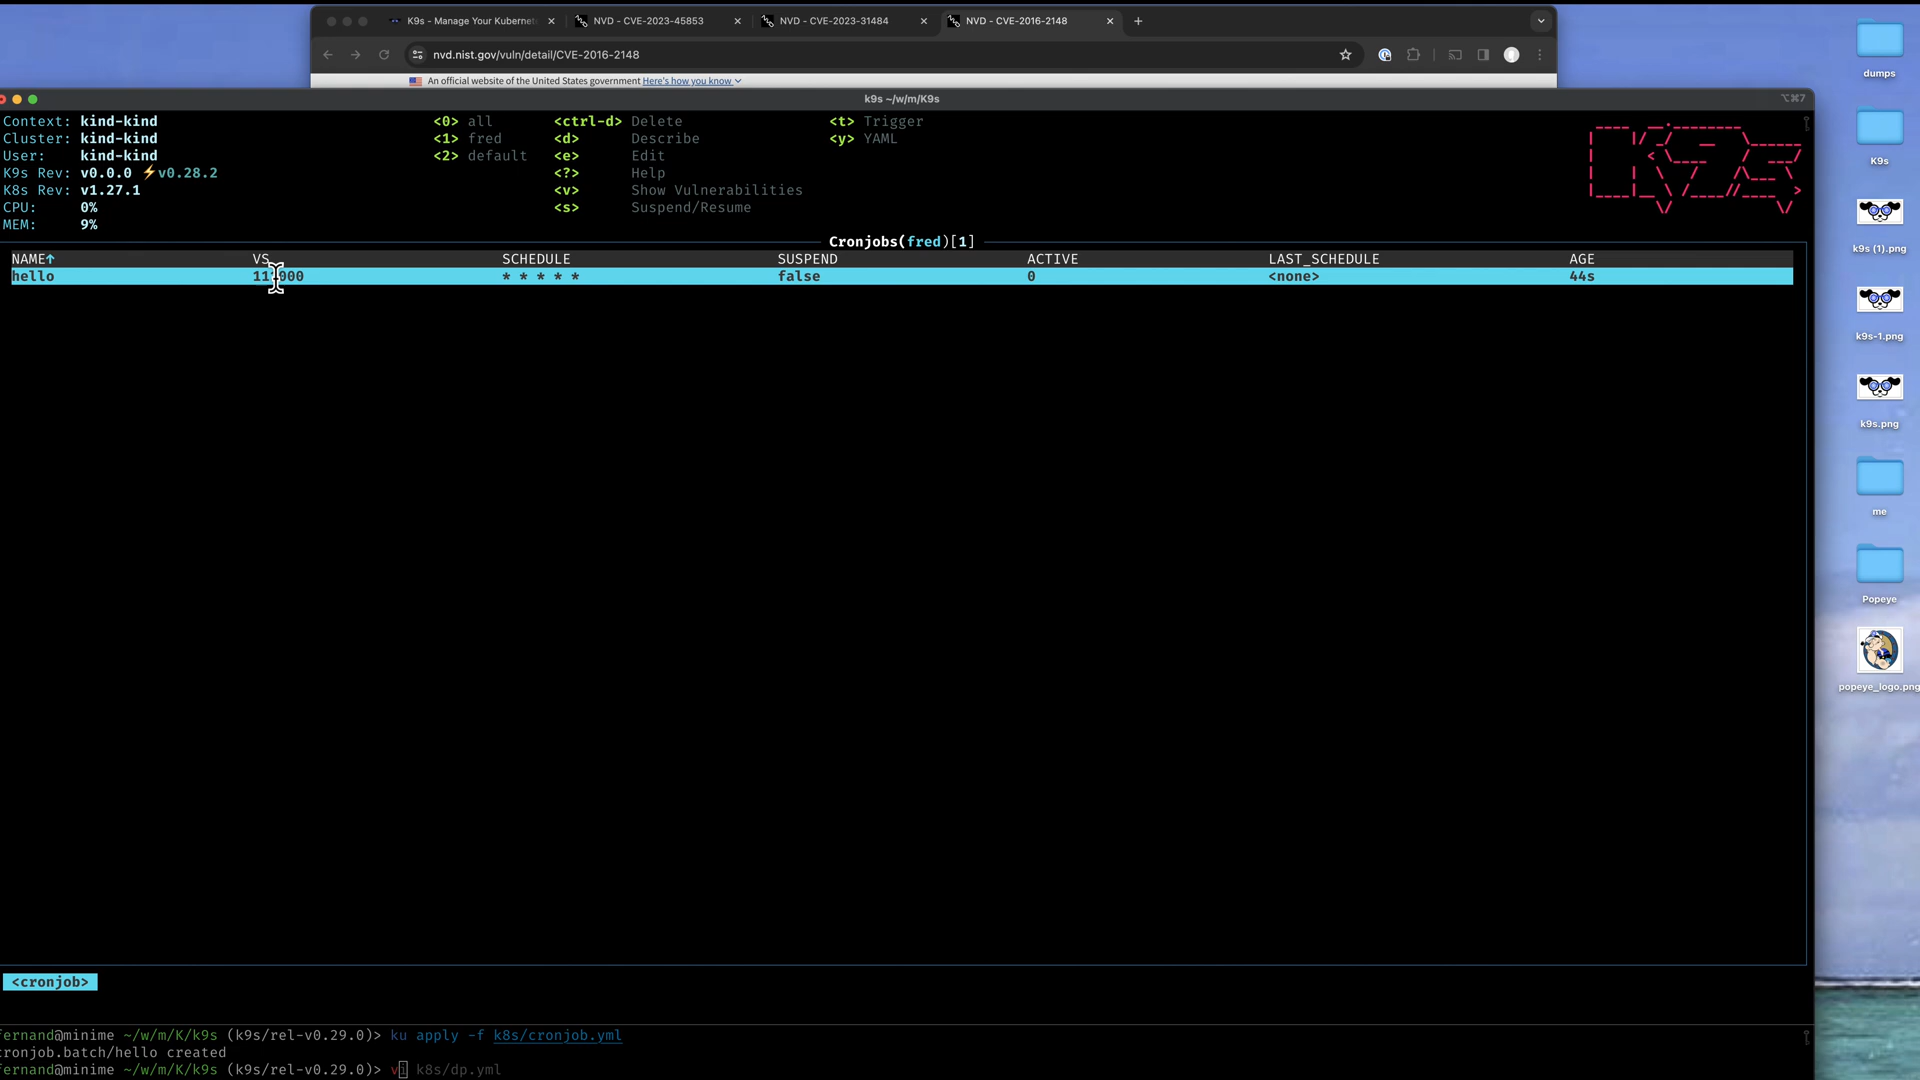 K9s - Manage Your Kubernet
NVD - CVE-2023-45853
NVD - CVE-2023-31484
NVD - CVE-2016-2148
nvd.nist.gov/vuln/detail/CVE-2016-2148
An official website of the United States government Here's how you know
k9s ~/w/m/K9s
⌥⌘7
Context: kind-kind
Cluster: kind-kind
User: kind-kind
K9s Rev: v0.0.0 ⚡v0.28.2
K8s Rev: v1.27.1
CPU: 0%
MEM: 9%
<0> all
<1> fred
<2> default
<ctrl-d> Delete
<d> Describe
<e> Edit
<?> Help
<v> Show Vulnerabilities
<s> Suspend/Resume
<t> Trigger
<y> YAML
Cronjobs(fred)[1]
NAME↑ VS SCHEDULE SUSPEND ACTIVE LAST_SCHEDULE AGE
hello * * * * * false 0 <none> 44s
<cronjob>
fernand@minime ~/w/m/K/k9s (k9s/rel-v0.29.0)> ku apply -f k8s/cronjob.yml
cronjob.batch/hello created
fernand@minime ~/w/m/K/k9s (k9s/rel-v0.29.0)> vi k8s/dp.yml
dumps
K9s
k9s (1).png
k9s-1.png
k9s.png
me
Popeye
popeye_logo.png